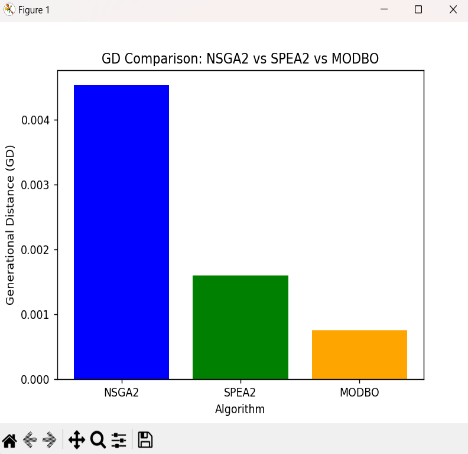 Figure 1
GD Comparison: NSGA2 vs SPEA2 vs MODBO
Generational Distance (GD)
0.004
0.003
0.002
0.001
0.000
NSGA2 SPEA2 MODBO
Algorithm